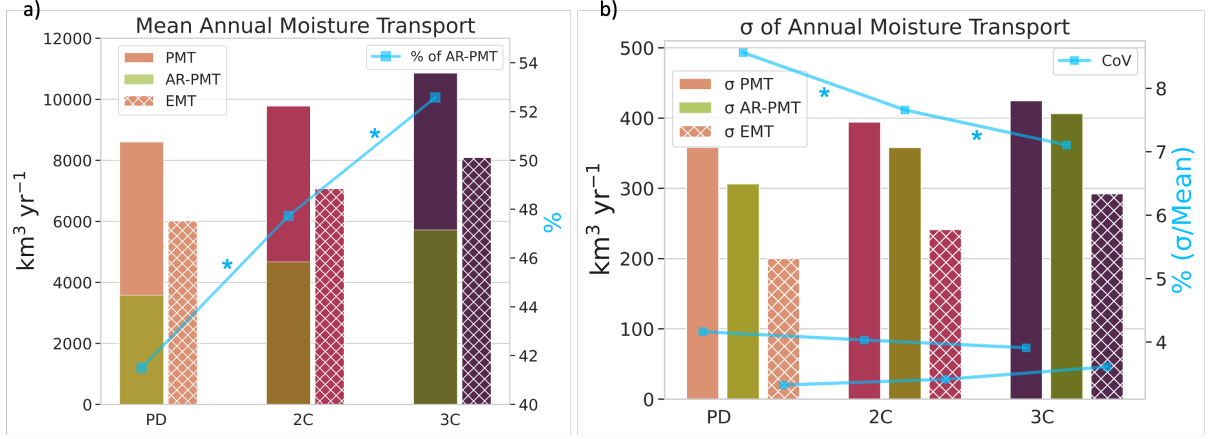 a)
Mean Annual Moisture Transport
12000
10000
8000
6000
4000
2000
0
km³ yr⁻¹
PMT
AR-PMT
EMT
% of AR-PMT
*
*
54
52
50
48
46
44
42
40
%
PD
2C
3C
b)
σ of Annual Moisture Transport
500
400
300
200
100
0
km³ yr⁻¹
σ PMT
σ AR-PMT
σ EMT
CoV
*
*
8
7
6
5
4
% (σ/Mean)
PD
2C
3C